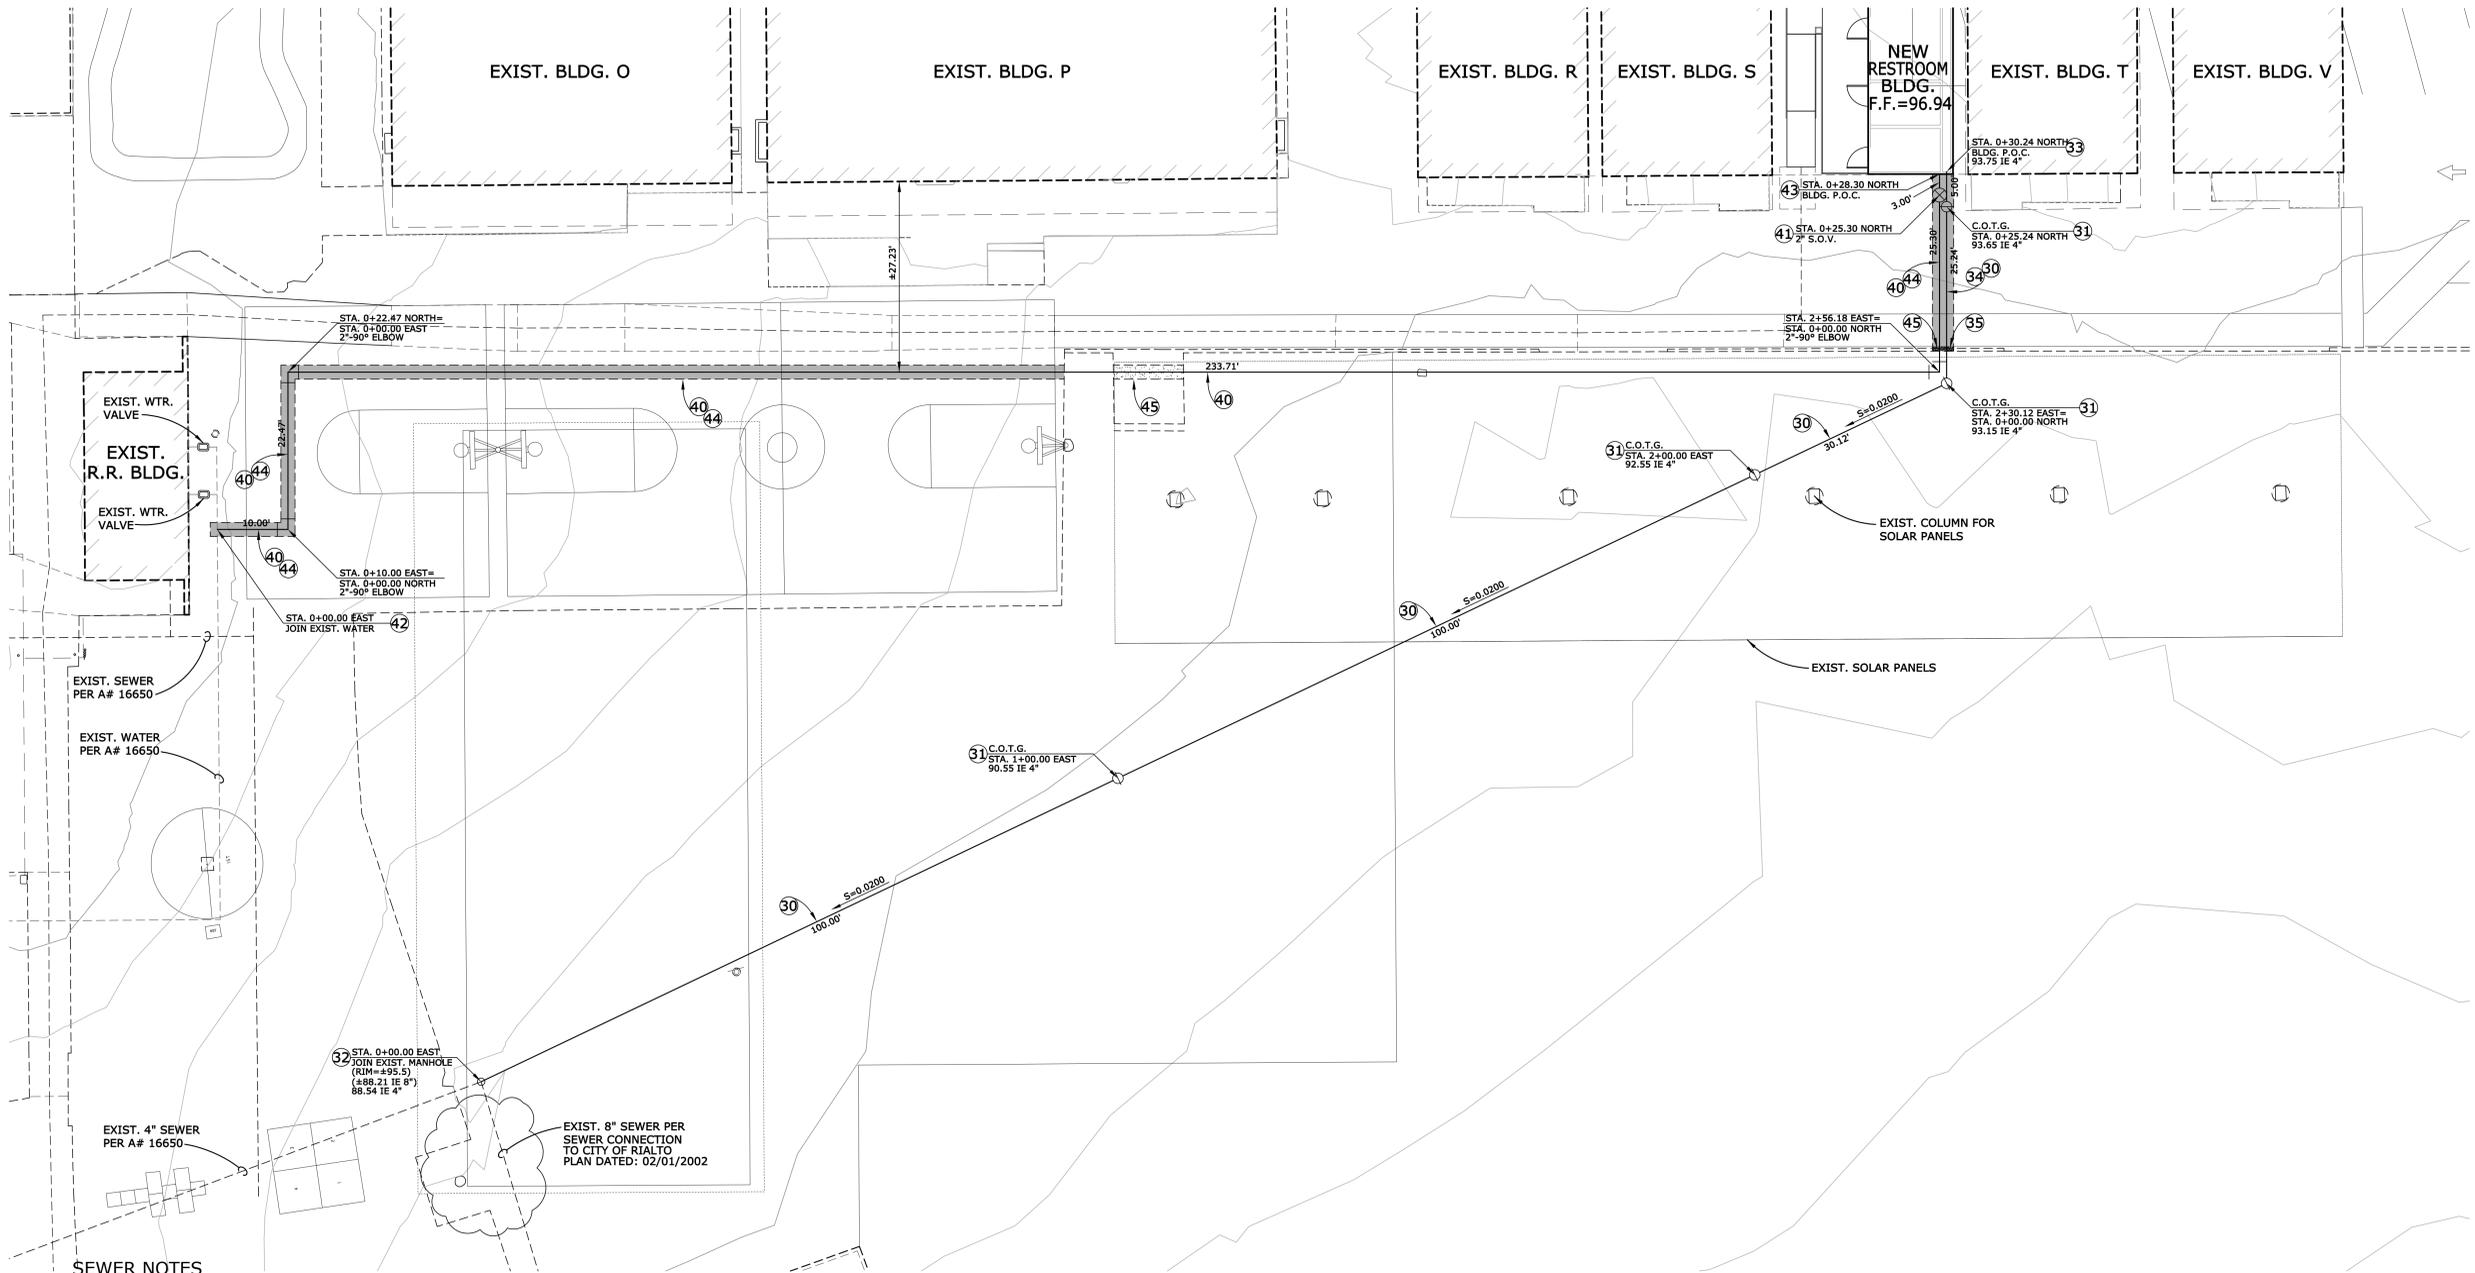 EXIST. BLDG. O
EXIST. BLDG. P
EXIST. BLDG. R
EXIST. BLDG. S
NEW
RESTROOM
BLDG.
F.F.=96.94
EXIST. BLDG. T
EXIST. BLDG. V
STA. 0+30.24 NORTH
BLDG. P.O.C.
93.75 IE 4"
33
43
STA. 0+28.30 NORTH
BLDG. P.O.C.
3.00'
5.00'
41
STA. 0+25.30 NORTH
2" S.O.V.
C.O.T.G.
STA. 0+25.24 NORTH
93.65 IE 4"
31
25.30'
25.24'
40
44
34
30
±27.23'
STA. 0+22.47 NORTH=
STA. 0+00.00 EAST
2"-90° ELBOW
STA. 2+56.18 EAST=
STA. 0+00.00 NORTH
2"-90° ELBOW
45
35
233.71'
40
44
45
40
EXIST. WTR.
VALVE
EXIST.
R.R. BLDG.
EXIST. WTR.
VALVE
22.47'
40
44
10.00'
40
44
STA. 0+10.00 EAST=
STA. 0+00.00 NORTH
2"-90° ELBOW
STA. 0+00.00 EAST
JOIN EXIST. WATER
42
C.O.T.G.
STA. 2+30.12 EAST=
STA. 0+00.00 NORTH
93.15 IE 4"
31
S=0.0200
30
30.12'
31
C.O.T.G.
STA. 2+00.00 EAST
92.55 IE 4"
EXIST. COLUMN FOR
SOLAR PANELS
S=0.0200
30
100.00'
EXIST. SOLAR PANELS
EXIST. SEWER
PER A# 16650
EXIST. WATER
PER A# 16650
31
C.O.T.G.
STA. 1+00.00 EAST
90.55 IE 4"
S=0.0200
30
100.00'
32
STA. 0+00.00 EAST
JOIN EXIST. MANHOLE
(RIM=±95.5)
(±88.21 IE 8")
88.54 IE 4"
EXIST. 4" SEWER
PER A# 16650
EXIST. 8" SEWER PER
SEWER CONNECTION
TO CITY OF RIALTO
PLAN DATED: 02/01/2002
SEWER NOTES